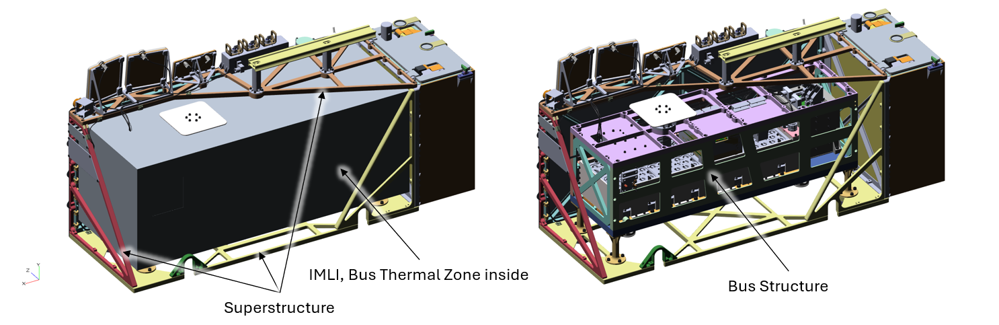 IMLI, Bus Thermal Zone inside
Bus Structure
Superstructure
Z
Y
X